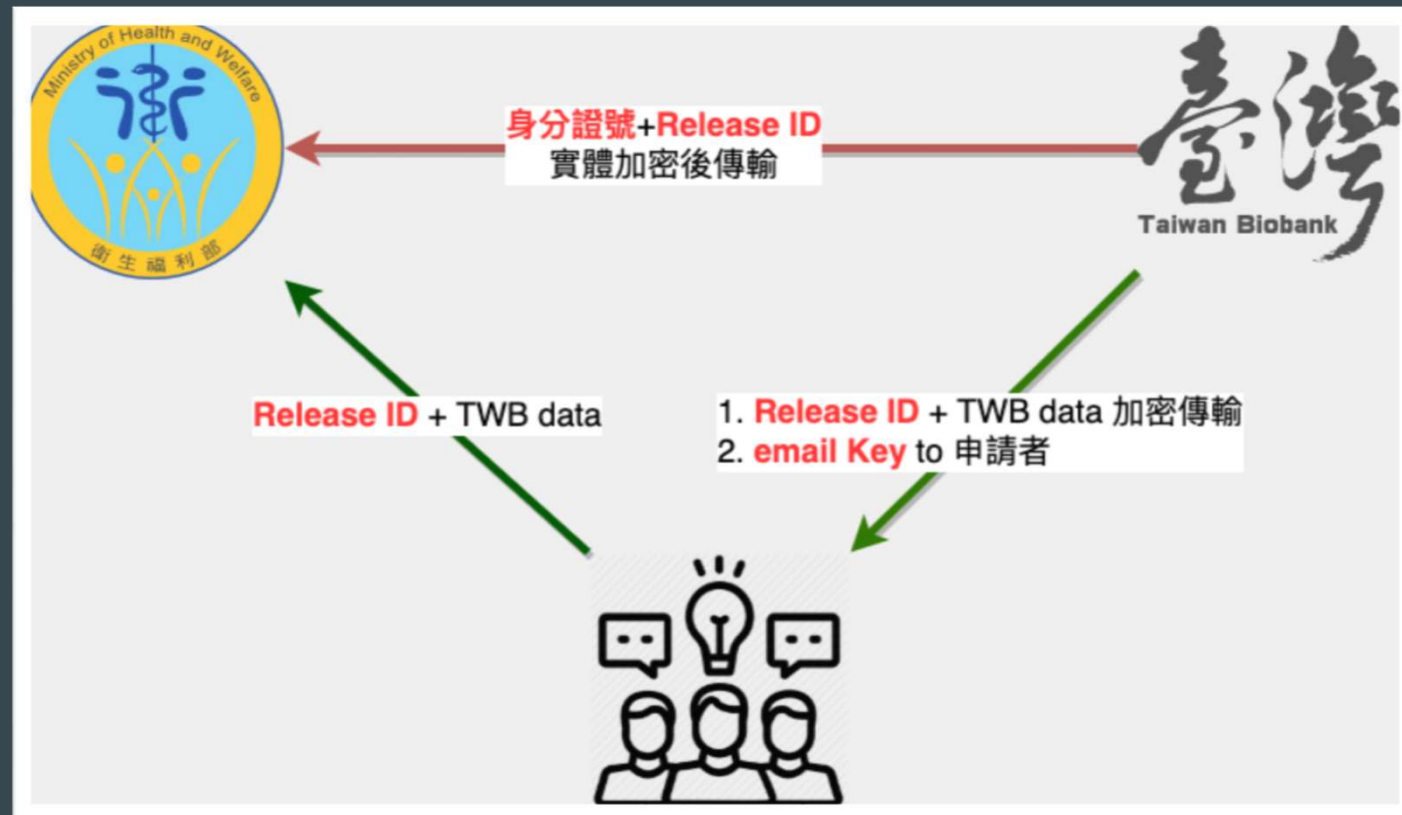 Ministry of Health and Welfare
衛生福利部
身分證號+Release ID
實體加密後傳輸
臺灣
Taiwan Biobank
Release ID + TWB data
1. Release ID + TWB data 加密傳輸
2. email Key to 申請者